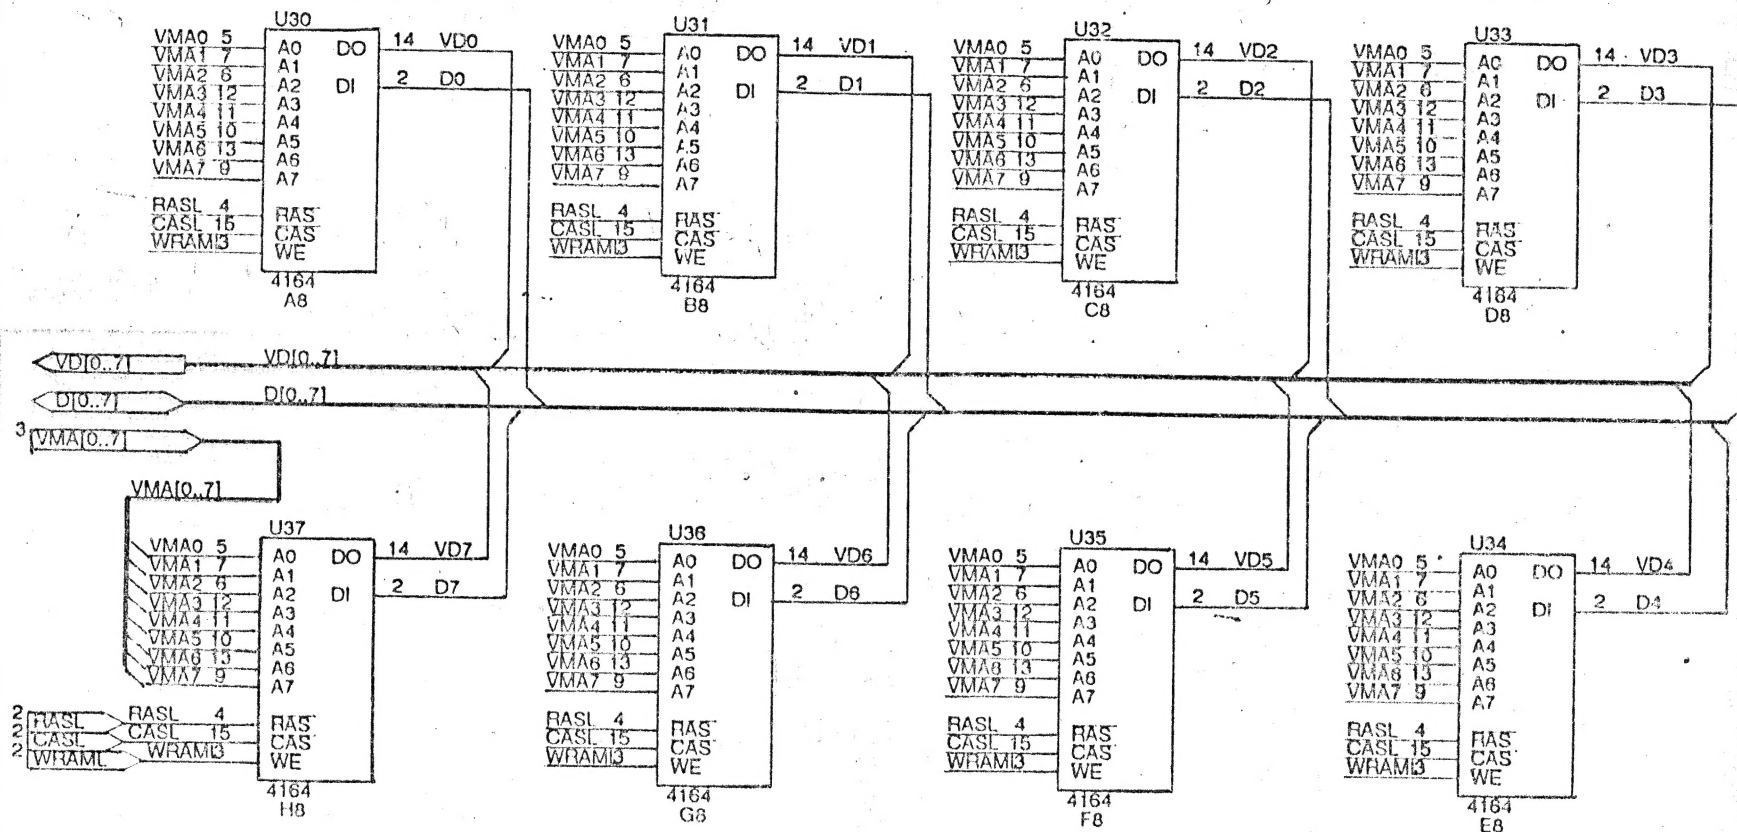 U30
VMA0 5 A0 DO 14 VD0
VMA1 7 A1
VMA2 6 A2 DI 2 D0
VMA3 12 A3
VMA4 11 A4
VMA5 10 A5
VMA6 13 A6
VMA7 9 A7
RASL 4 RAS
CASL 15 CAS
WRAML3 WE
4164
A8
U31
VMA0 5 A0 DO 14 VD1
VMA1 7 A1
VMA2 6 A2 DI 2 D1
VMA3 12 A3
VMA4 11 A4
VMA5 10 A5
VMA6 13 A6
VMA7 9 A7
RASL 4 RAS
CASL 15 CAS
WRAML3 WE
4164
B8
U32
VMA0 5 A0 DO 14 VD2
VMA1 7 A1
VMA2 6 A2 DI 2 D2
VMA3 12 A3
VMA4 11 A4
VMA5 10 A5
VMA6 13 A6
VMA7 9 A7
RASL 4 RAS
CASL 15 CAS
WRAML3 WE
4164
C8
U33
VMA0 5 A0 DO 14 VD3
VMA1 7 A1
VMA2 6 A2 DI 2 D3
VMA3 12 A3
VMA4 11 A4
VMA5 10 A5
VMA6 13 A6
VMA7 9 A7
RASL 4 RAS
CASL 15 CAS
WRAML3 WE
4164
D8
VD[0..7] VD[0..7]
D[0..7] D[0..7]
3 VMA[0..7]
VMA[0..7]
U37
VMA0 5 A0 DO 14 VD7
VMA1 7 A1
VMA2 6 A2 DI 2 D7
VMA3 12 A3
VMA4 11 A4
VMA5 10 A5
VMA6 13 A6
VMA7 9 A7
2 RASL RASL 4 RAS
2 CASL CASL 15 CAS
2 WRAML WRAML3 WE
4164
H8
U36
VMA0 5 A0 DO 14 VD6
VMA1 7 A1
VMA2 6 A2 DI 2 D6
VMA3 12 A3
VMA4 11 A4
VMA5 10 A5
VMA6 13 A6
VMA7 9 A7
RASL 4 RAS
CASL 15 CAS
WRAML3 WE
4164
G8
U35
VMA0 5 A0 DO 14 VD5
VMA1 7 A1
VMA2 6 A2 DI 2 D5
VMA3 12 A3
VMA4 11 A4
VMA5 10 A5
VMA6 13 A6
VMA7 9 A7
RASL 4 RAS
CASL 15 CAS
WRAML3 WE
4164
F8
U34
VMA0 5 A0 DO 14 VD4
VMA1 7 A1
VMA2 6 A2 DI 2 D4
VMA3 12 A3
VMA4 11 A4
VMA5 10 A5
VMA6 13 A6
VMA7 9 A7
RASL 4 RAS
CASL 15 CAS
WRAML3 WE
4164
E8